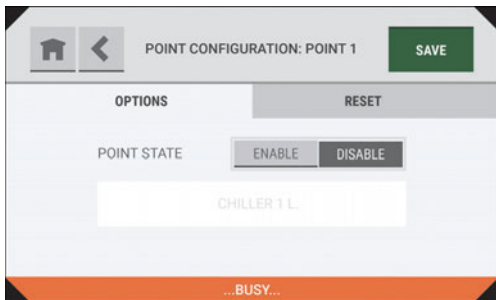 POINT CONFIGURATION: POINT 1
SAVE
OPTIONS
RESET
POINT STATE
ENABLE
DISABLE
CHILLER 1 L.
...BUSY...